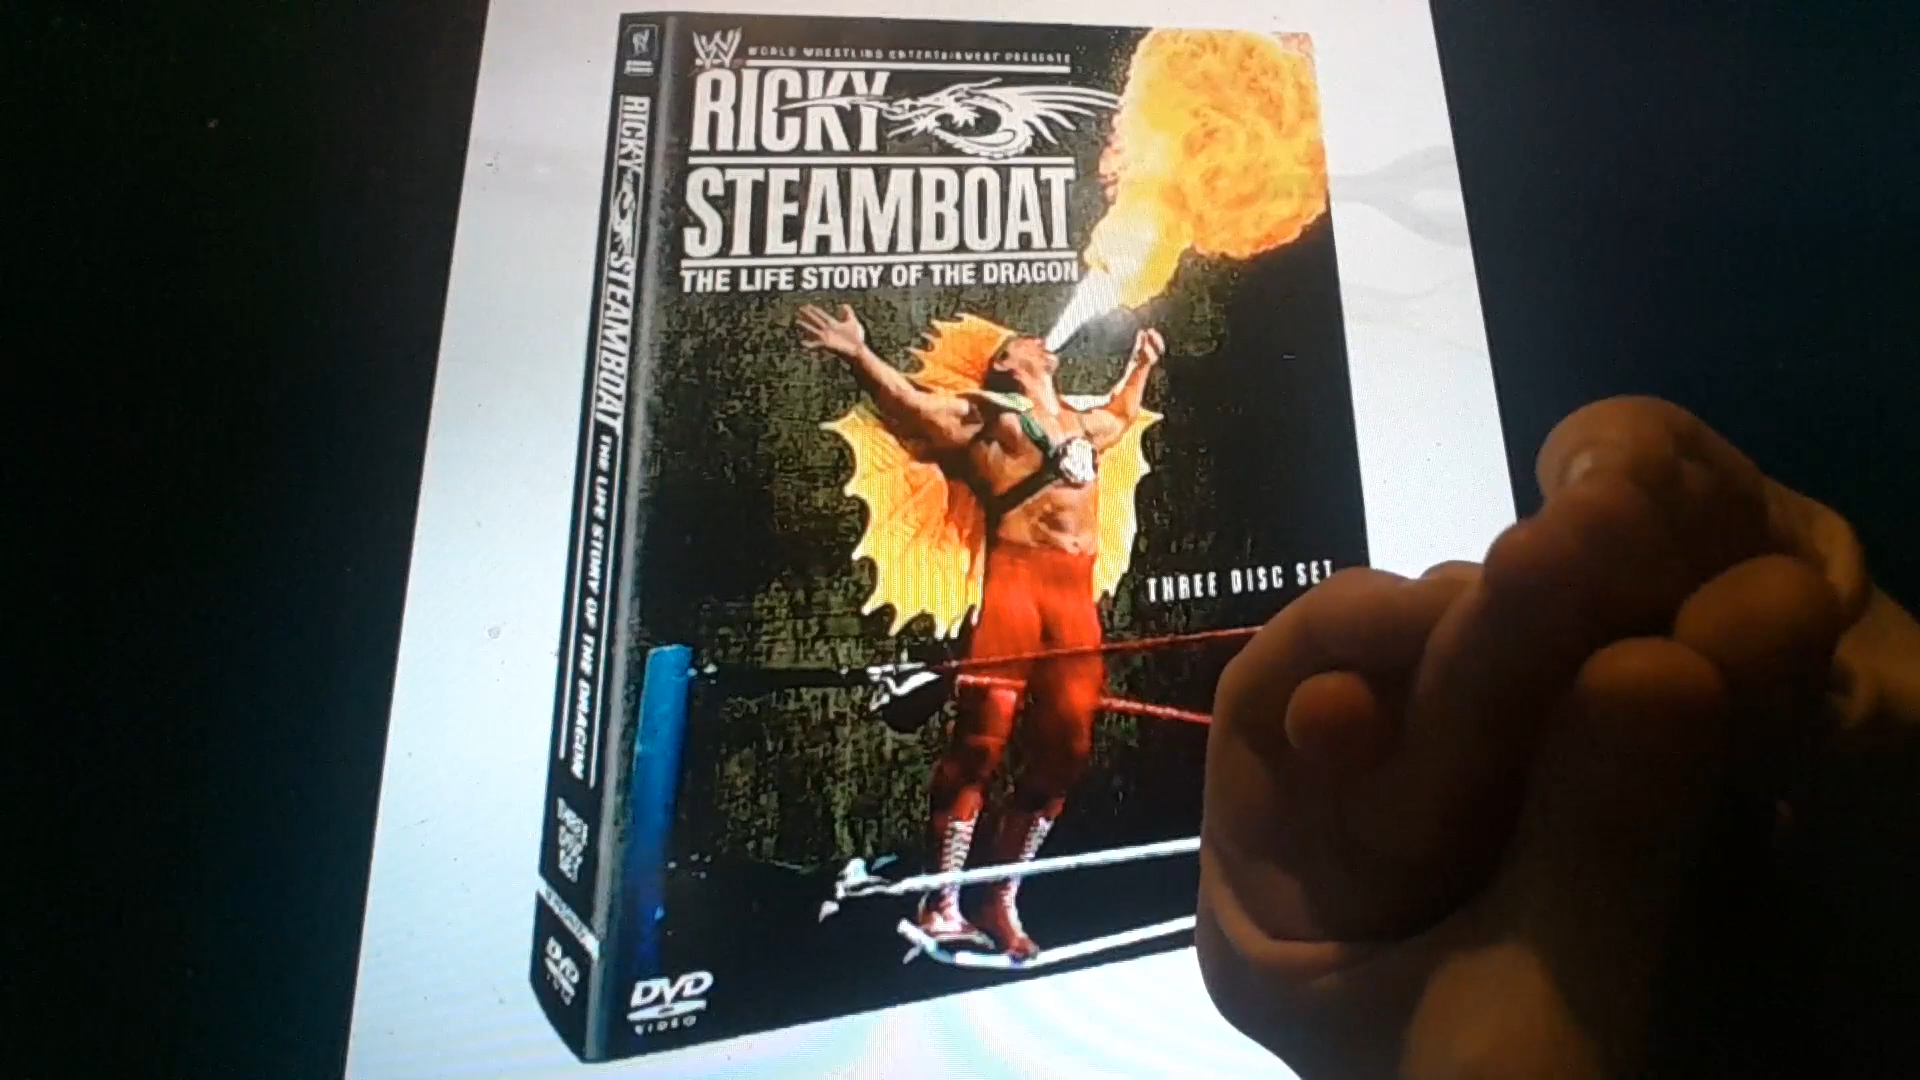 W
WORLD WRESTLING ENTERTAINMENT PRESENTS
RICKY
STEAMBOAT
THE LIFE STORY OF THE DRAGON
THREE DISC SET
DVD
VIDEO
RICKY STEAMBOAT THE LIFE STORY OF THE DRAGON
DVD